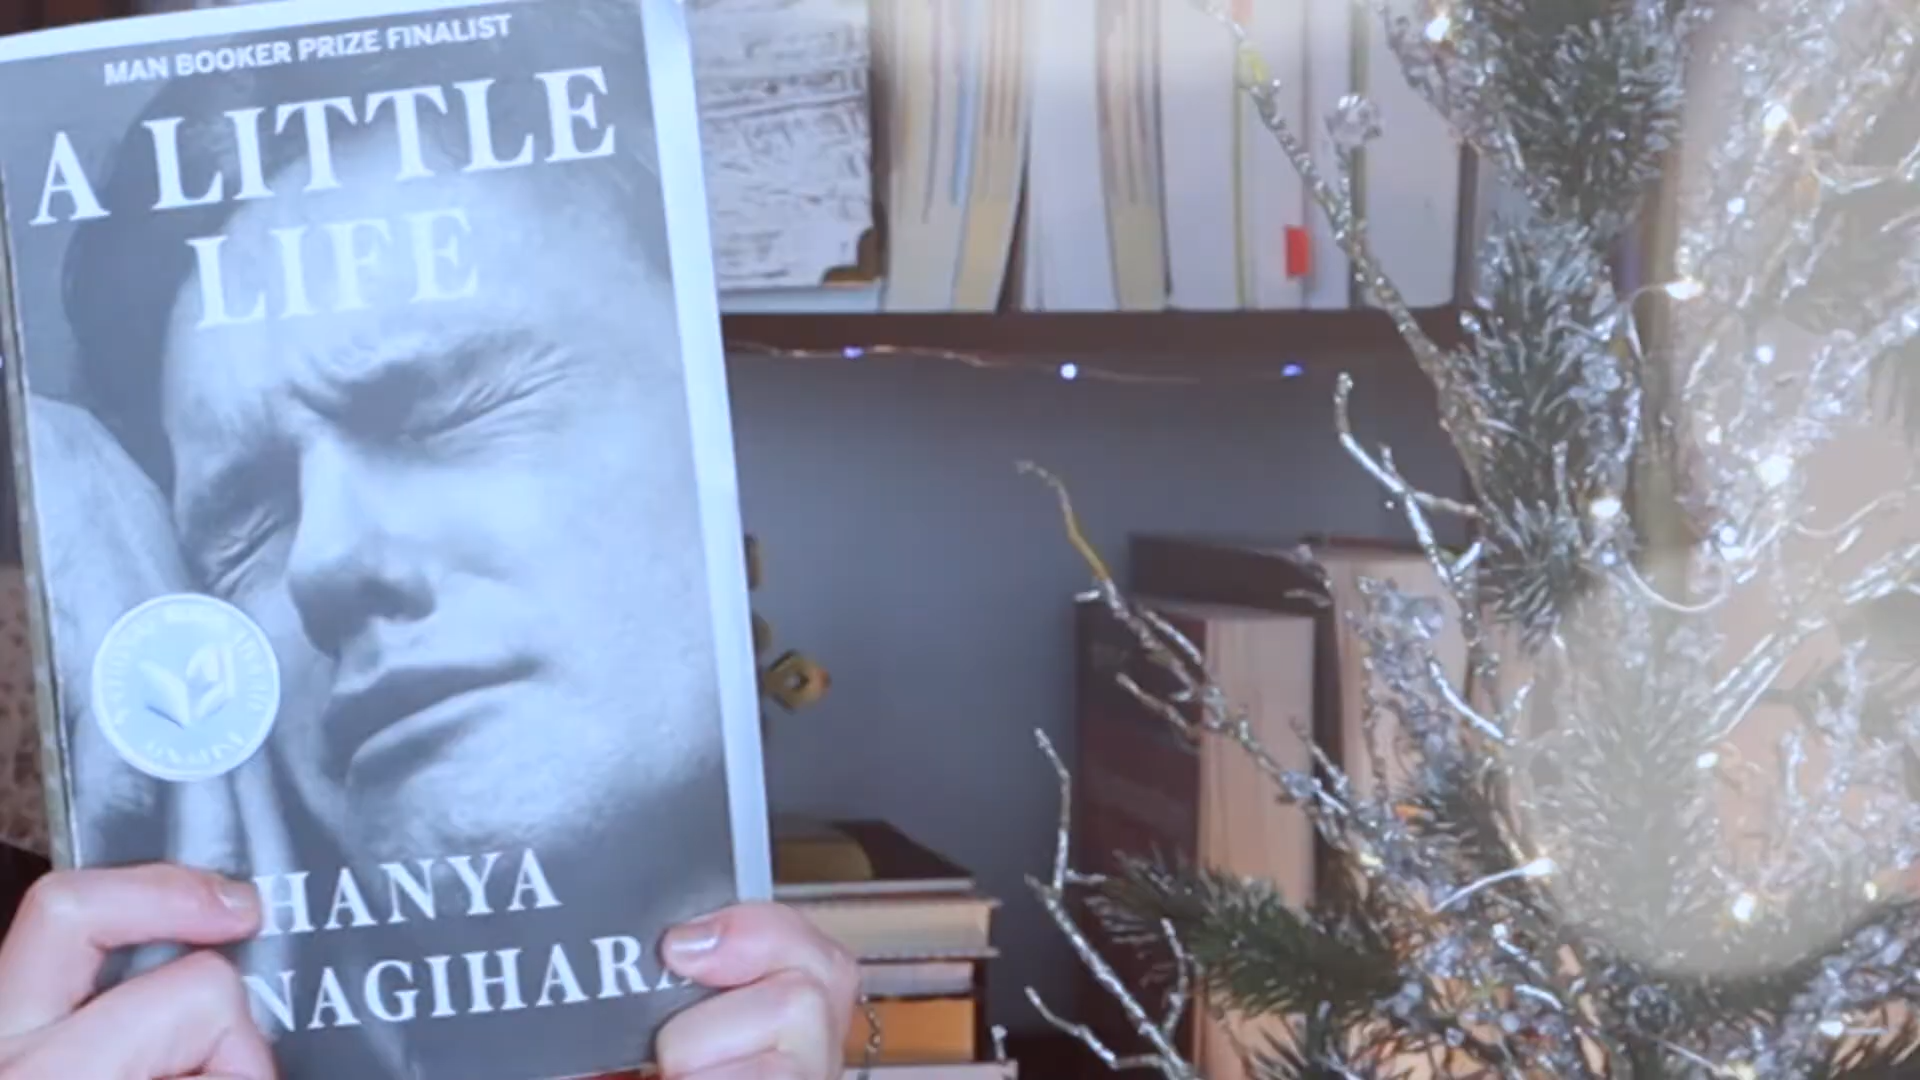 MAN BOOKER PRIZE FINALIST
A LITTLE
LIFE
HANYA
NAGIHARA